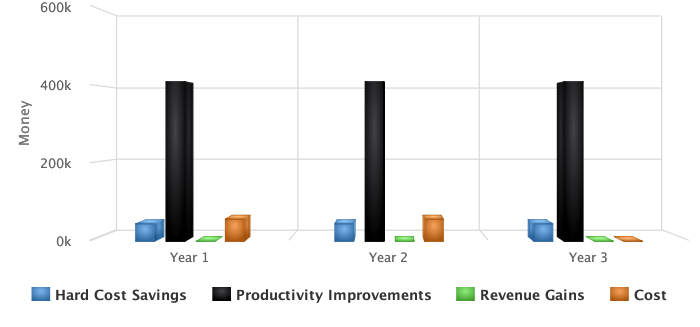 600k
400k
200k
0k
Money
Year 1
Year 2
Year 3
Hard Cost Savings
Productivity Improvements
Revenue Gains
Cost